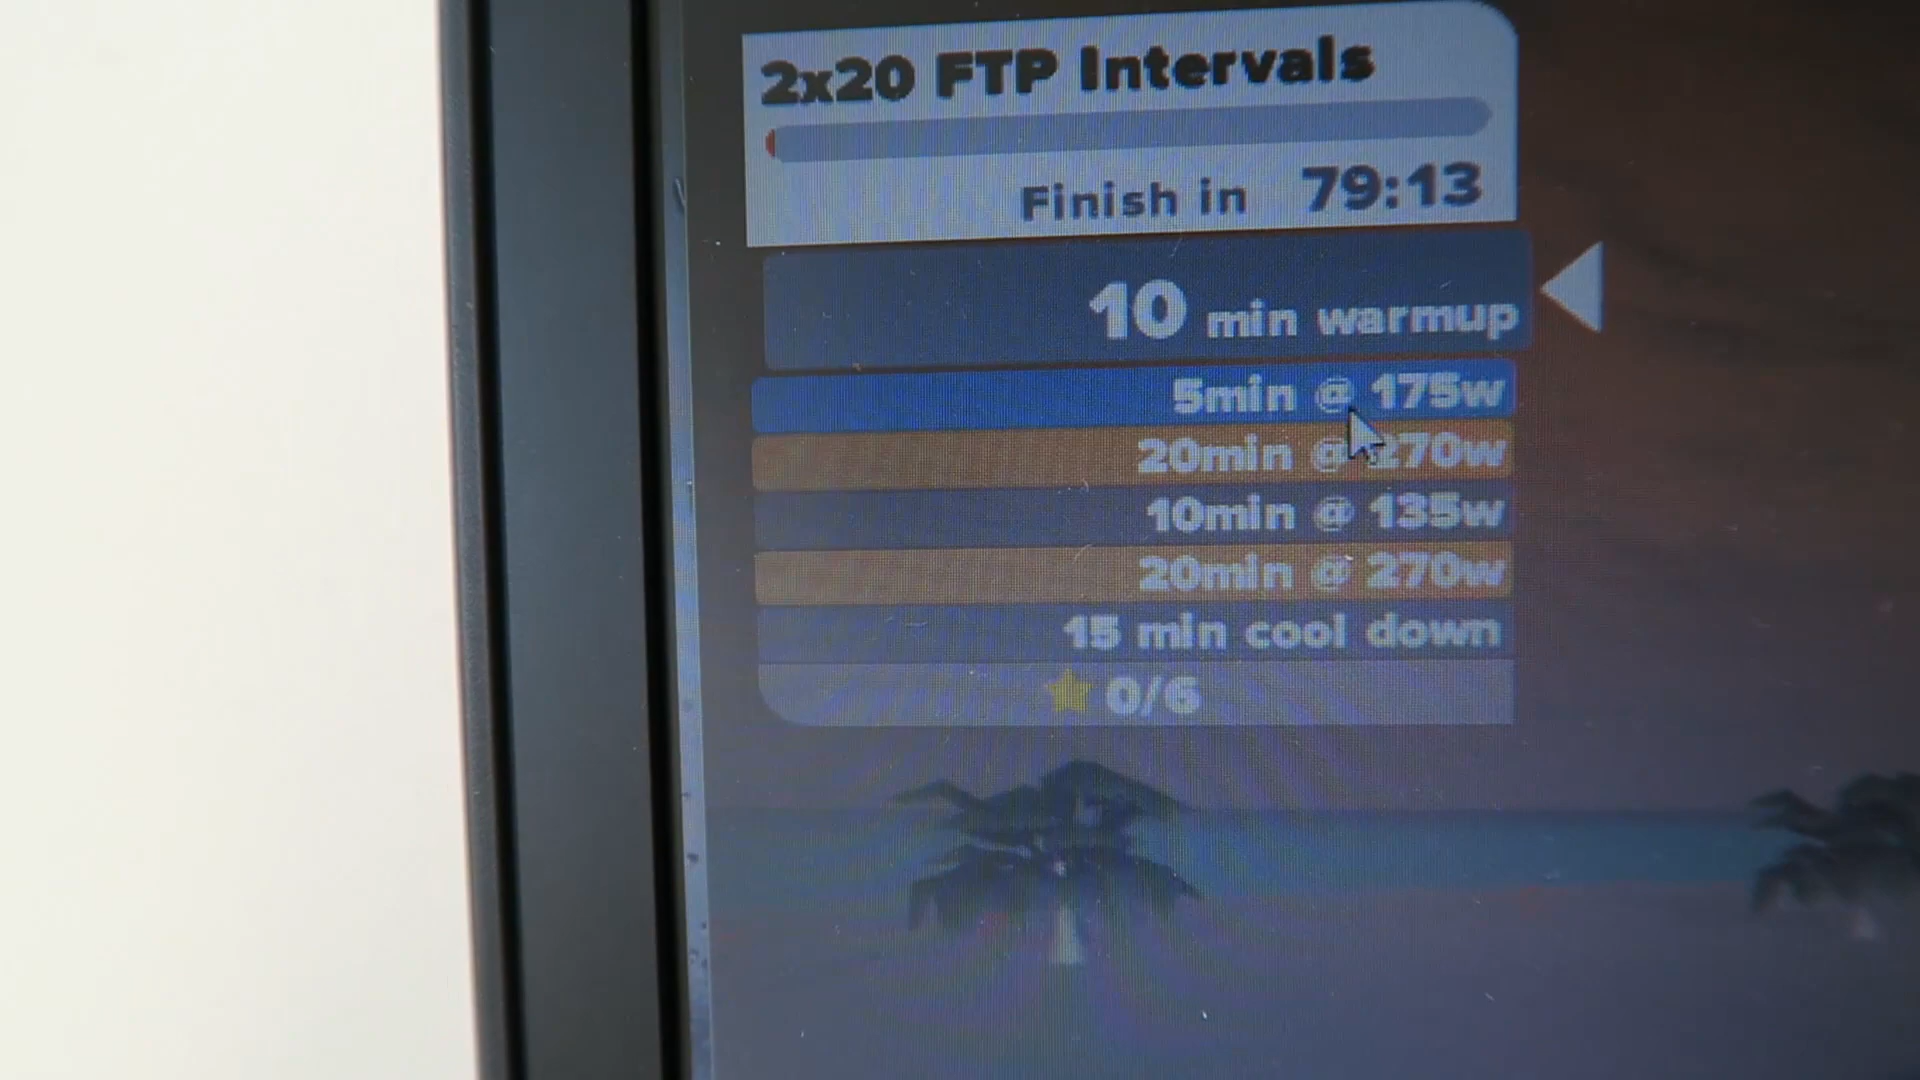 2x20 FTP Intervals
Finish in 79:13
10 min warmup
5min @ 175w
20min @ 270w
10min @ 135w
20min @ 270w
15 min cool down
0/6